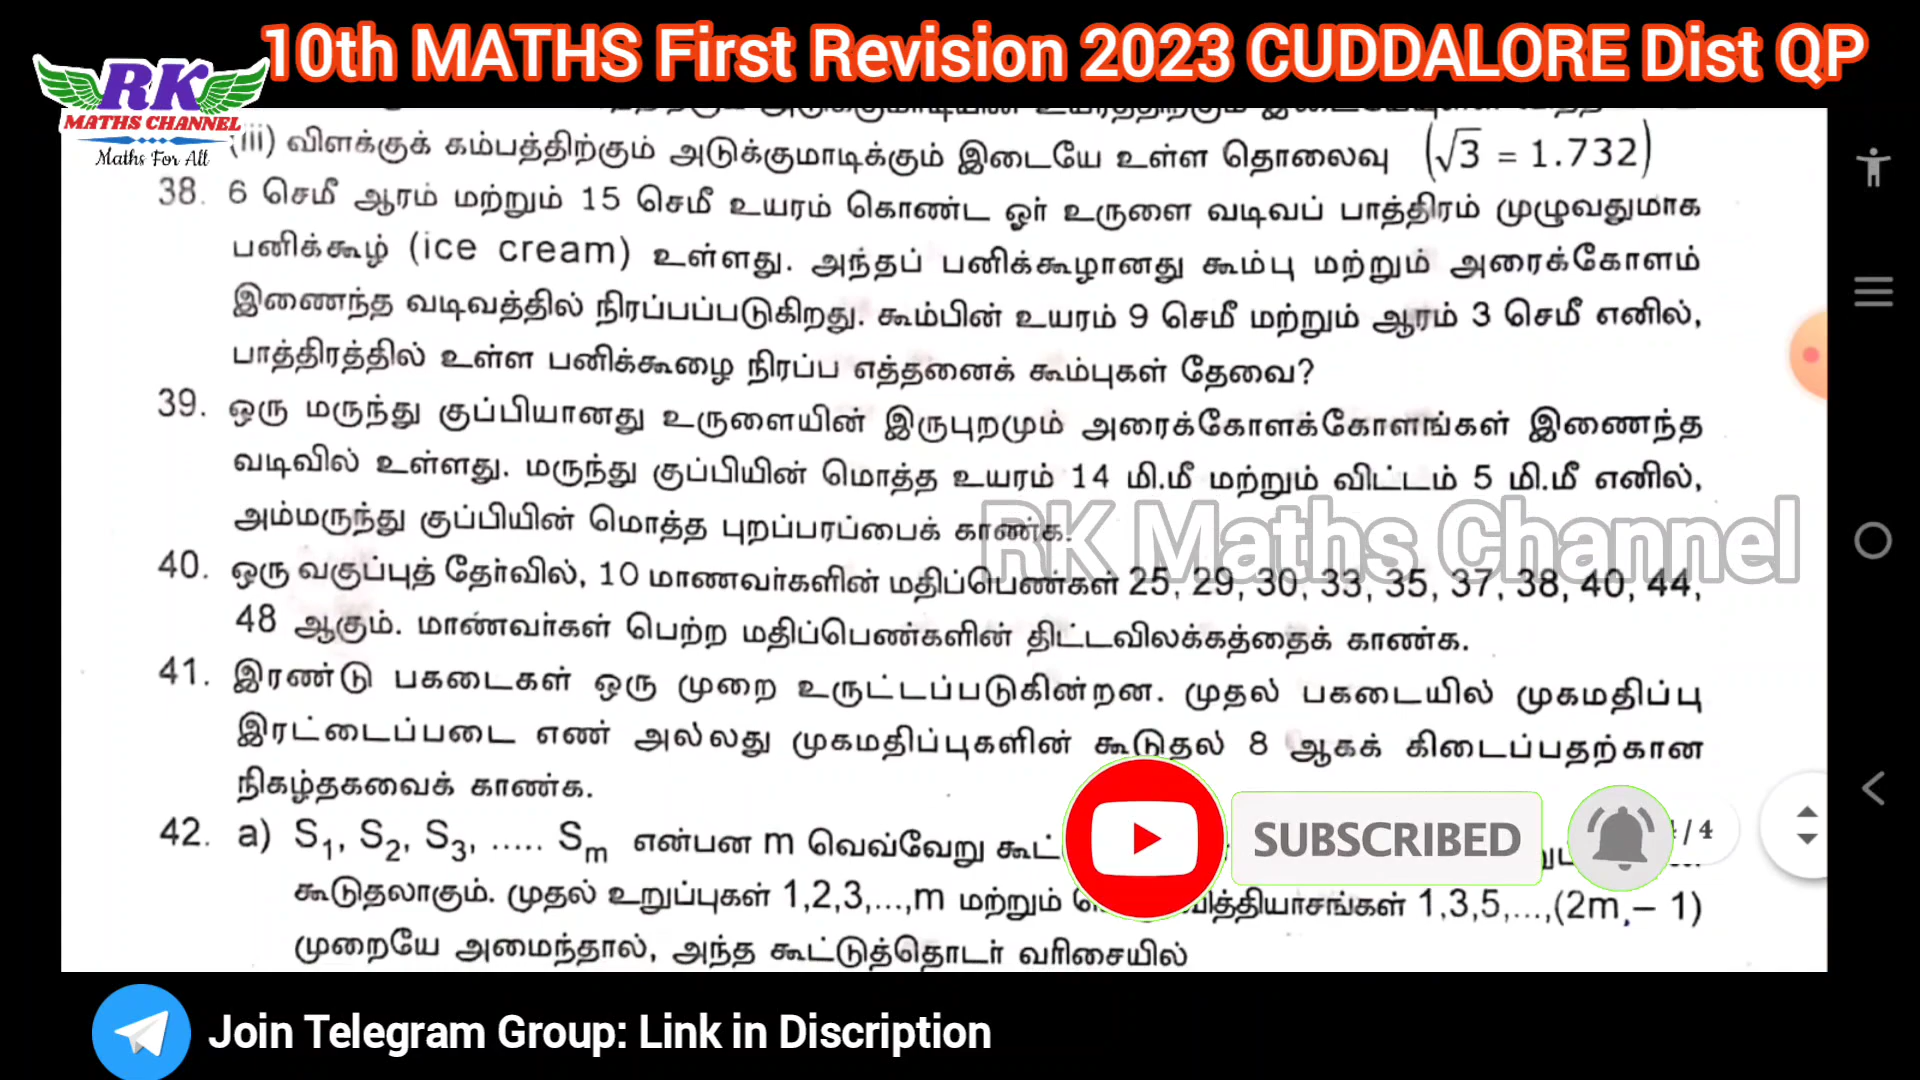 10th MATHS First Revision 2023 CUDDALORE Dist QP
RK
MATHS CHANNEL
Maths For All
(iii) விளக்குக் கம்பத்திற்கும் அடுக்குமாடிக்கும் இடையே உள்ள தொலைவு (√3 = 1.732)
38. 6 செமீ ஆரம் மற்றும் 15 செமீ உயரம் கொண்ட ஓர் உருளை வடிவப் பாத்திரம் முழுவதுமாக
பனிக்கூழ் (ice cream) உள்ளது. அந்தப் பனிக்கூழானது கூம்பு மற்றும் அரைக்கோளம்
இணைந்த வடிவத்தில் நிரப்பப்படுகிறது. கூம்பின் உயரம் 9 செமீ மற்றும் ஆரம் 3 செமீ எனில்,
பாத்திரத்தில் உள்ள பனிக்கூழை நிரப்ப எத்தனைக் கூம்புகள் தேவை?
39. ஒரு மருந்து குப்பியானது உருளையின் இருபுறமும் அரைக்கோளக்கோளங்கள் இணைந்த
வடிவில் உள்ளது. மருந்து குப்பியின் மொத்த உயரம் 14 மி.மீ மற்றும் விட்டம் 5 மி.மீ எனில்,
அம்மருந்து குப்பியின் மொத்த புறப்பரப்பைக் காண்க.
RK Maths Channel
40. ஒரு வகுப்புத் தேர்வில், 10 மாணவர்களின் மதிப்பெண்கள் 25, 29, 30, 33, 35, 37, 38, 40, 44,
48 ஆகும். மாணவர்கள் பெற்ற மதிப்பெண்களின் திட்டவிலக்கத்தைக் காண்க.
41. இரண்டு பகடைகள் ஒரு முறை உருட்டப்படுகின்றன. முதல் பகடையில் முகமதிப்பு
இரட்டைப்படை எண் அல்லது முகமதிப்புகளின் கூடுதல் 8 ஆகக் கிடைப்பதற்கான
நிகழ்தகவைக் காண்க.
42. a) S₁, S₂, S₃, ..... Sₘ என்பன m வெவ்வேறு
SUBSCRIBED
/ 4
கூடுதலாகும். முதல் உறுப்புகள் 1,2,3,...,m மற்றும் வித்தியாசங்கள் 1,3,5,...,(2m – 1)
முறையே அமைந்தால், அந்த கூட்டுத்தொடர் வரிசையில்
Join Telegram Group: Link in Discription